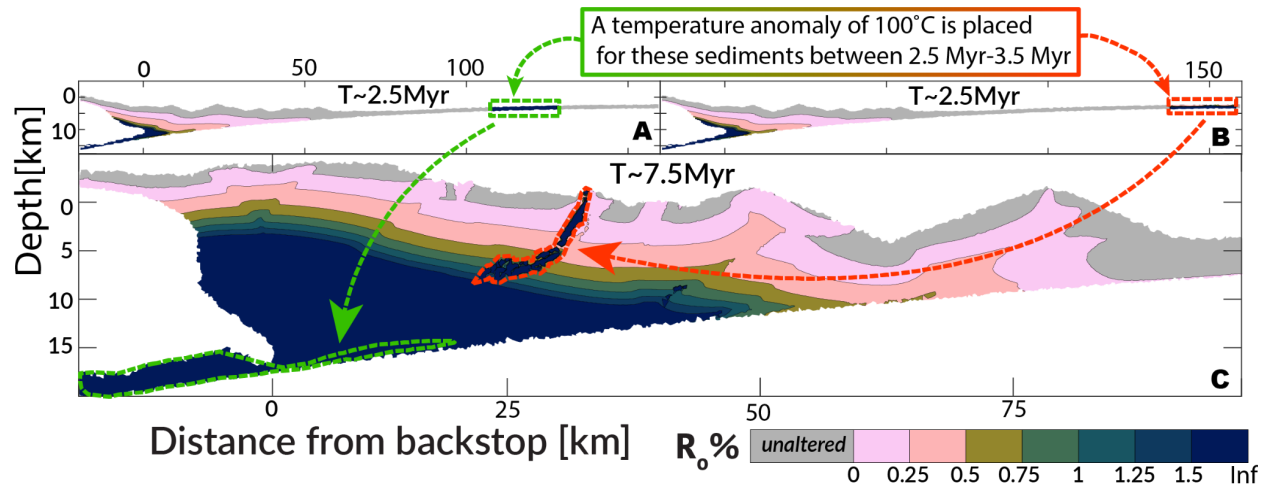 A temperature anomaly of 100˚C is placed
for these sediments between 2.5 Myr-3.5 Myr
0 50 100 150
T~2.5Myr T~2.5Myr
0
10
A B
Depth[km]
T~7.5Myr
0
5
10
15
C
0 25 50 75
Distance from backstop [km]
R₀% unaltered
0 0.25 0.5 0.75 1 1.25 1.5 Inf